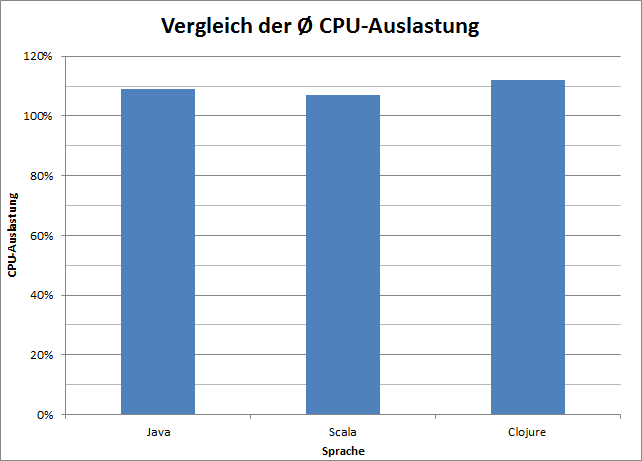 Vergleich der Ø CPU-Auslastung
120%
100%
80%
60%
40%
20%
0%
CPU-Auslastung
Java
Scala
Clojure
Sprache